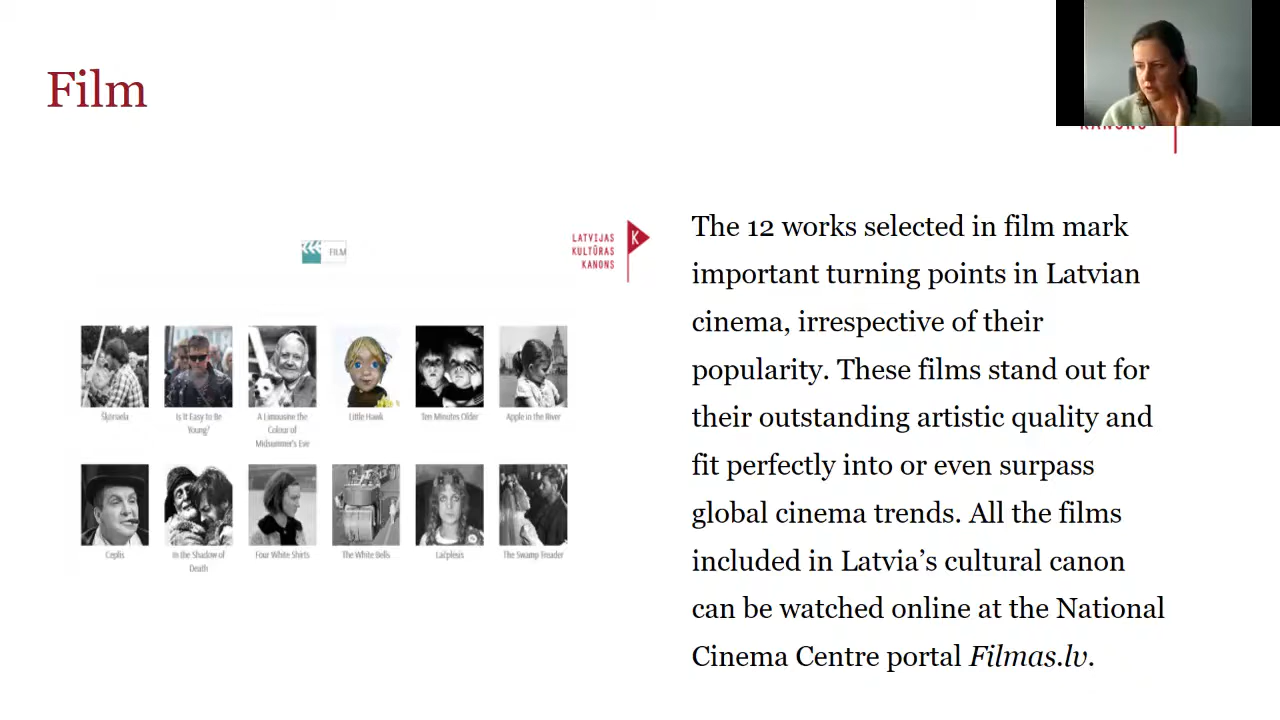 Film
KANONS
FILM
LATVIJAS
KULTŪRAS
KANONS
K
Šķērsiela
Is It Easy to Be
Young?
A Limousine the
Colour of
Midsummer's Eve
Little Hawk
Ten Minutes Older
Apple in the River
Ceplis
In the Shadow of
Death
Four White Shirts
The White Bells
Lāčplēsis
The Swamp Treader
The 12 works selected in film mark
important turning points in Latvian
cinema, irrespective of their
popularity. These films stand out for
their outstanding artistic quality and
fit perfectly into or even surpass
global cinema trends. All the films
included in Latvia’s cultural canon
can be watched online at the National
Cinema Centre portal Filmas.lv.